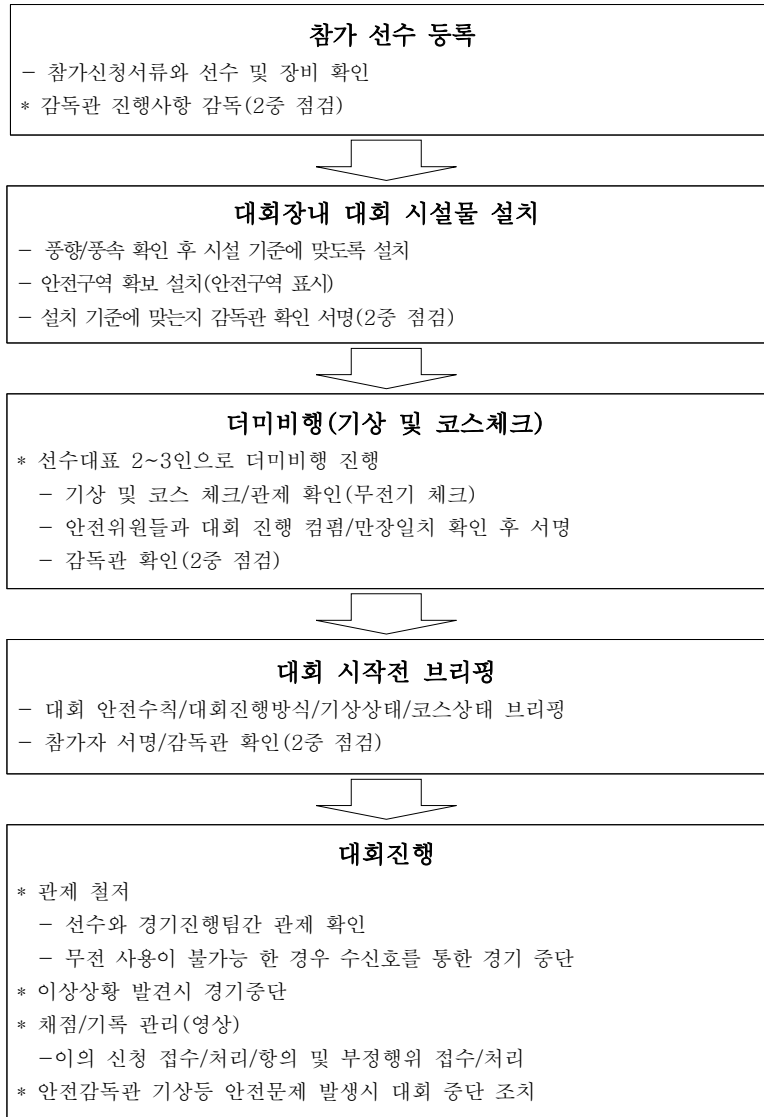 참가 선수 등록
- 참가신청서류와 선수 및 장비 확인
* 감독관 진행사항 감독(2중 점검)
대회장내 대회 시설물 설치
- 풍향/풍속 확인 후 시설 기준에 맞도록 설치
- 안전구역 확보 설치(안전구역 표시)
- 설치 기준에 맞는지 감독관 확인 서명(2중 점검)
더미비행(기상 및 코스체크)
* 선수대표 2~3인으로 더미비행 진행
- 기상 및 코스 체크/관제 확인(무전기 체크)
- 안전위원들과 대회 진행 컴펌/만장일치 확인 후 서명
- 감독관 확인(2중 점검)
대회 시작전 브리핑
- 대회 안전수칙/대회진행방식/기상상태/코스상태 브리핑
- 참가자 서명/감독관 확인(2중 점검)
대회진행
* 관제 철저
- 선수와 경기진행팀간 관제 확인
- 무전 사용이 불가능 한 경우 수신호를 통한 경기 중단
* 이상상황 발견시 경기중단
* 채점/기록 관리(영상)
-이의 신청 접수/처리/항의 및 부정행위 접수/처리
* 안전감독관 기상등 안전문제 발생시 대회 중단 조치